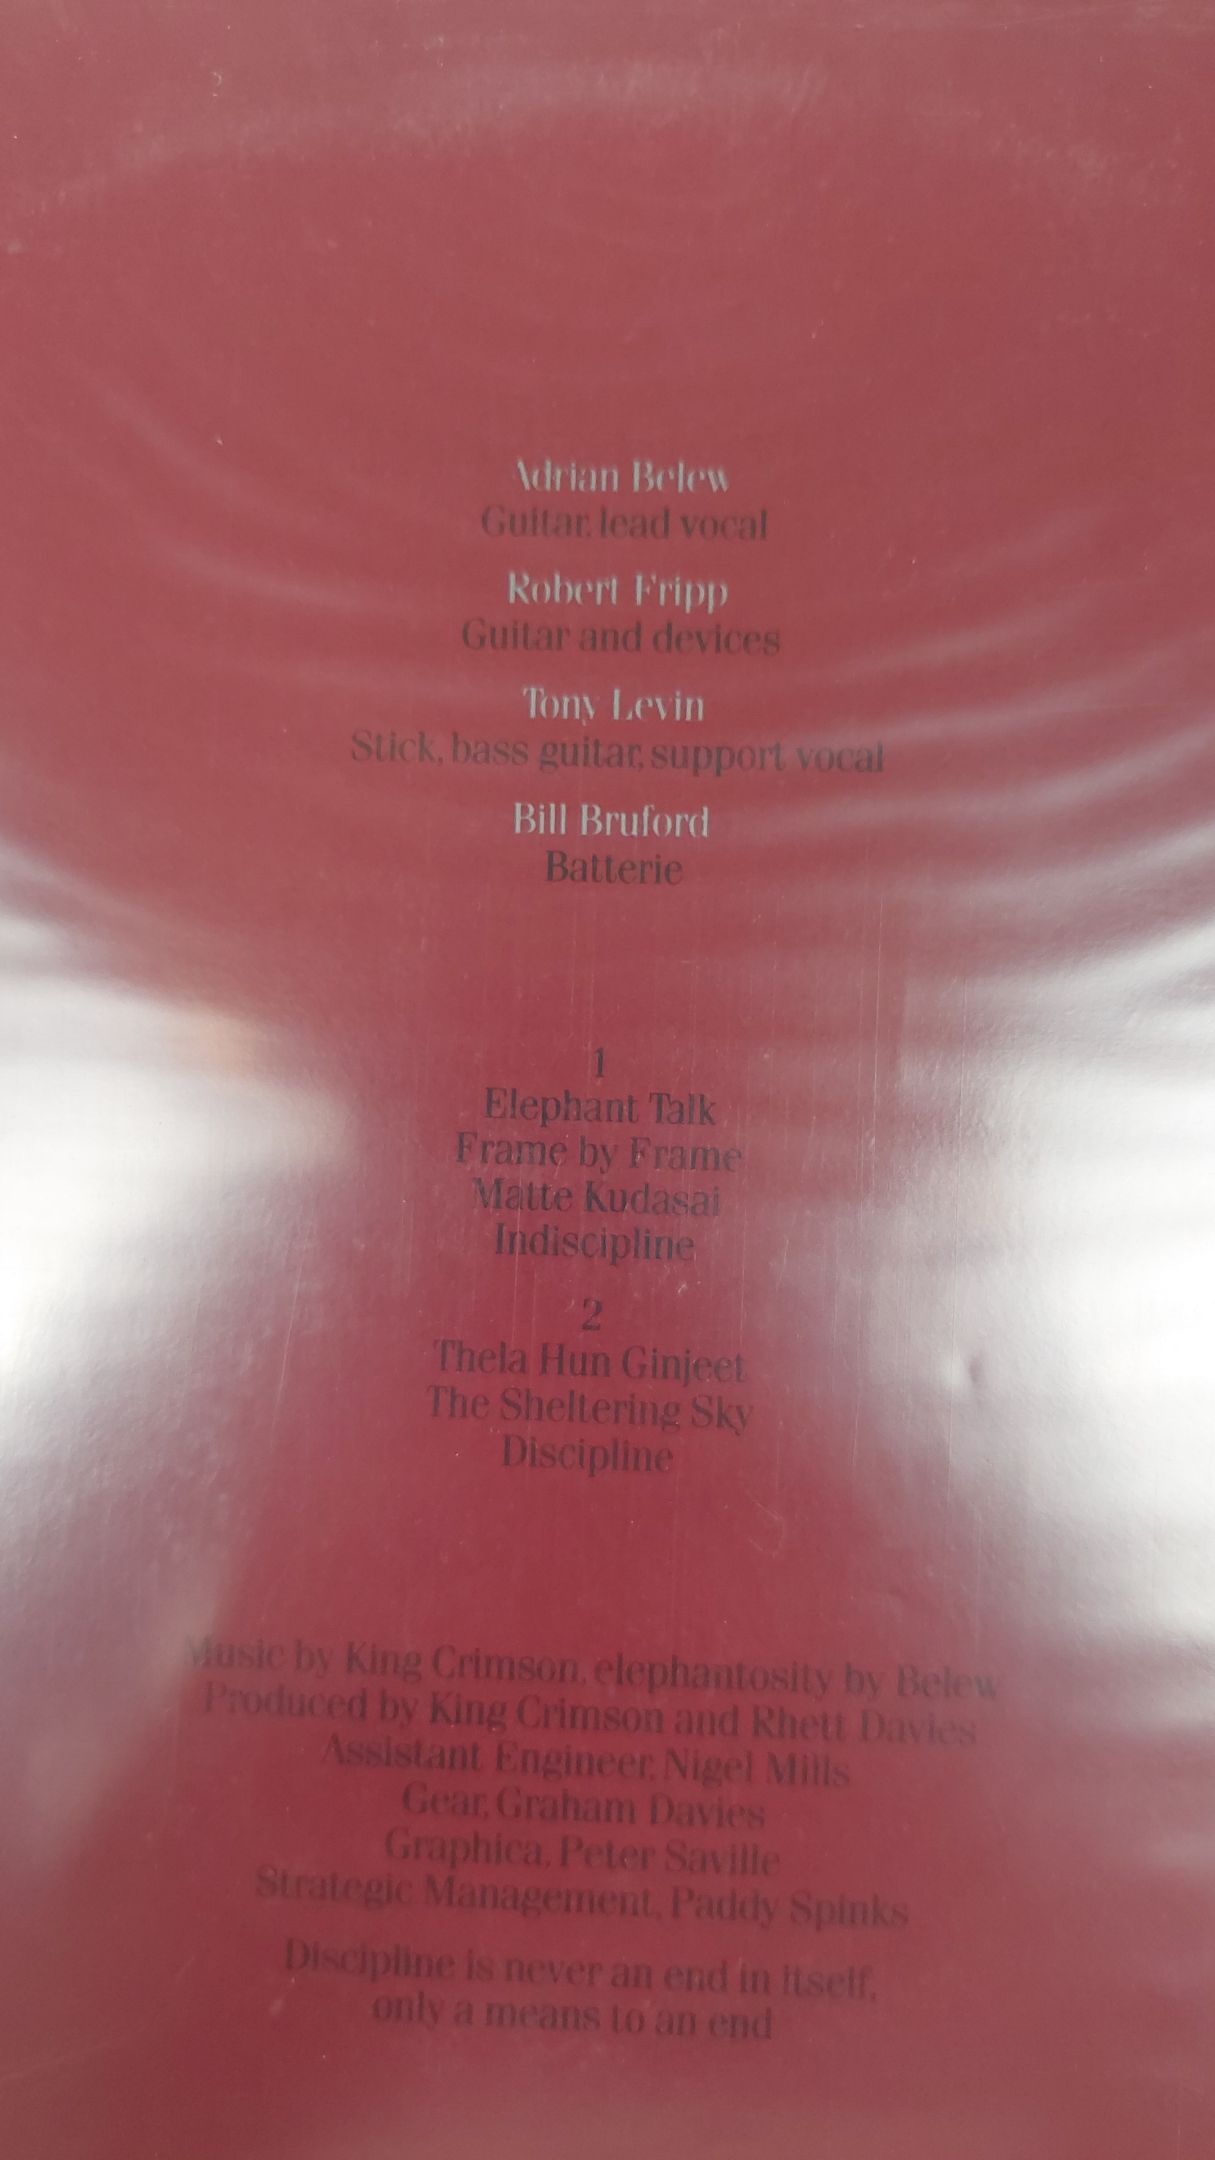 Adrian Belew
Guitar, lead vocal
Robert Fripp
Guitar and devices
Tony Levin
Stick, bass guitar, support vocal
Bill Bruford
Batterie
1
Elephant Talk
Frame by Frame
Matte Kudasai
Indiscipline
2
Thela Hun Ginjeet
The Sheltering Sky
Discipline
Music by King Crimson, elephantosity by Belew
Produced by King Crimson and Rhett Davies
Assistant Engineer, Nigel Mills
Gear, Graham Davies
Graphica, Peter Saville
Strategic Management, Paddy Spinks
Discipline is never an end in itself,
only a means to an end